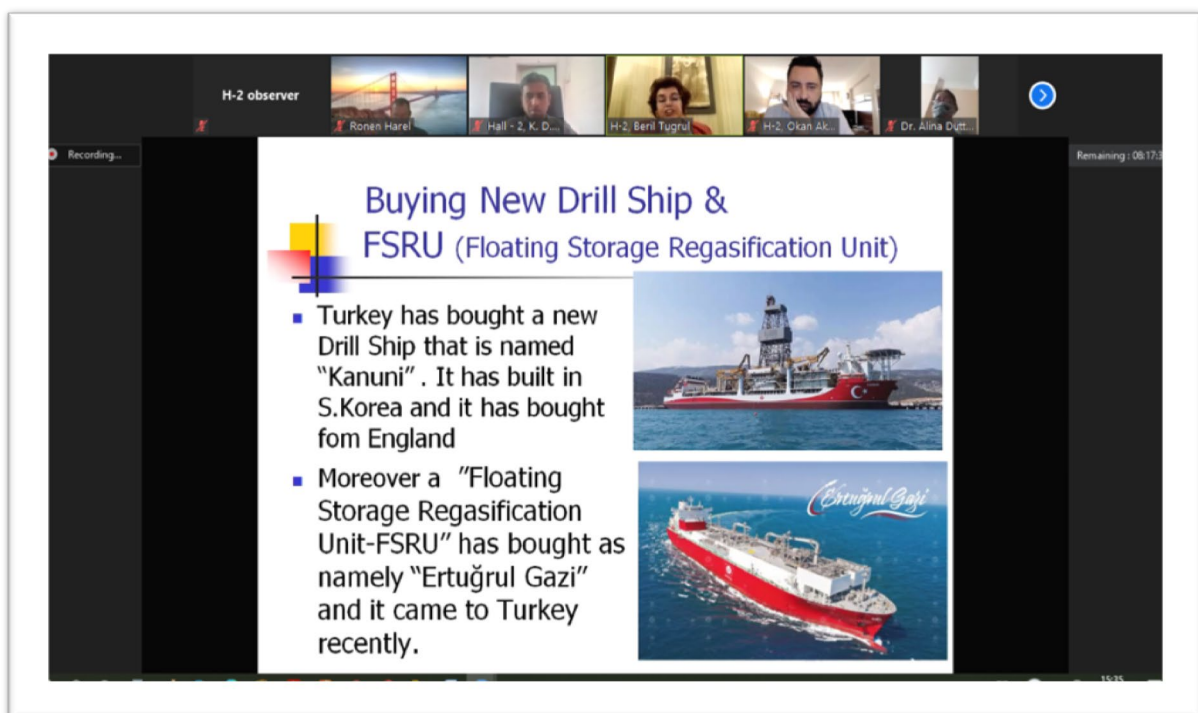 H-2 observer
Ronen Harel
Hall - 2, K. D....
H-2, Beril Tugrul
H-2, Okan Ak...
Dr. Alina Dutt...
Recording...
Remaining : 08:17:3
Buying New Drill Ship &
FSRU (Floating Storage Regasification Unit)
Turkey has bought a new
Drill Ship that is named
“Kanuni” . It has built in
S.Korea and it has bought
fom England
Moreover a ”Floating
Storage Regasification
Unit-FSRU” has bought as
namely “Ertuğrul Gazi”
and it came to Turkey
recently.
Ertuğrul Gazi
15:35